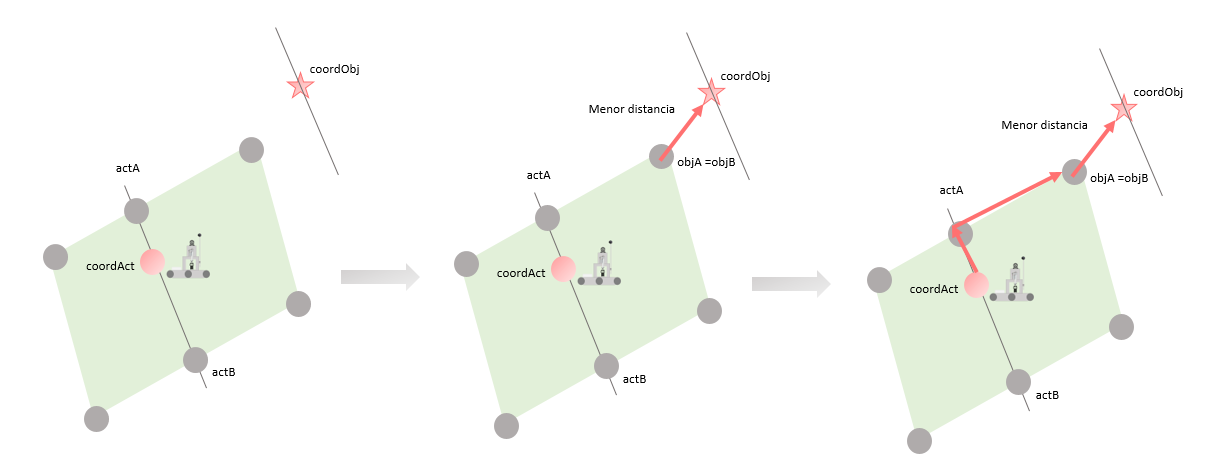 coordObj
actA
coordAct
actB
coordObj
Menor distancia
objA =objB
actA
coordAct
actB
coordObj
Menor distancia
objA =objB
actA
coordAct
actB